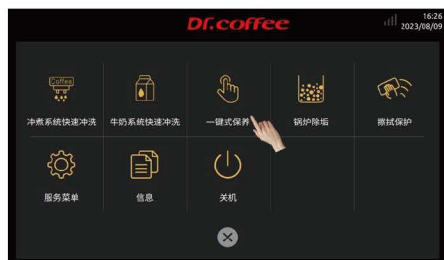 Dr.coffee
16:26
2023/08/09
Coffee
冲煮系统快速冲洗
牛奶系统快速冲洗
一键式保养
锅炉除垢
擦拭保护
服务菜单
信息
关机